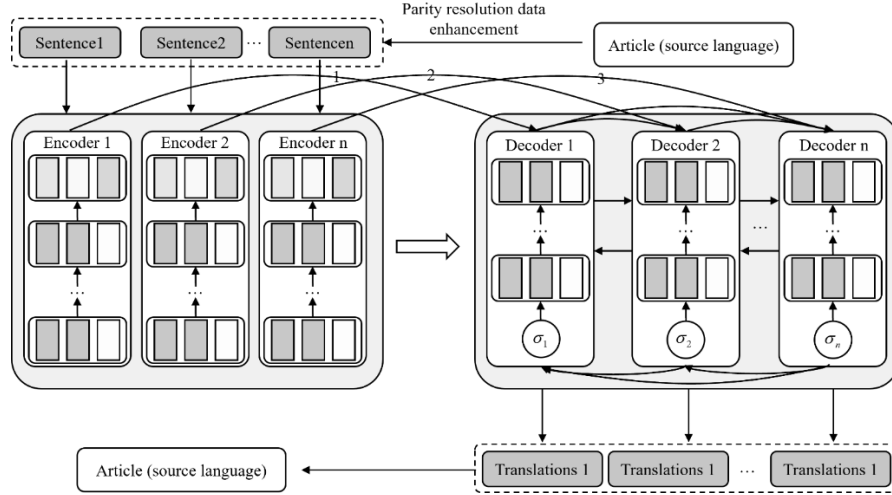 Parity resolution data
enhancement
Sentence1 Sentence2 ... Sentencen
Article (source language)
1 2 3
Encoder 1 Encoder 2 Encoder n
Decoder 1 Decoder 2 Decoder n
... ... ...
...
... ... ...
σ1 σ2 σn
Article (source language)
Translations 1 Translations 1 ... Translations 1